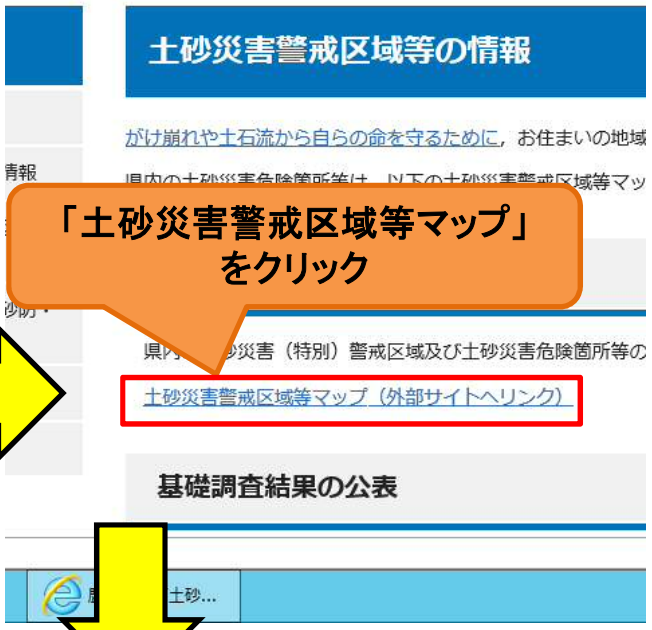 土砂災害警戒区域等の情報
がけ崩れや土石流から自らの命を守るために，お住まいの地域
情報
県内の土砂災害危険箇所等は，以下の土砂災害警戒区域等マッ
「土砂災害警戒区域等マップ」
をクリック
砂防・
県内 砂災害（特別）警戒区域及び土砂災害危険箇所等の
土砂災害警戒区域等マップ（外部サイトへリンク）
基礎調査結果の公表
土砂...